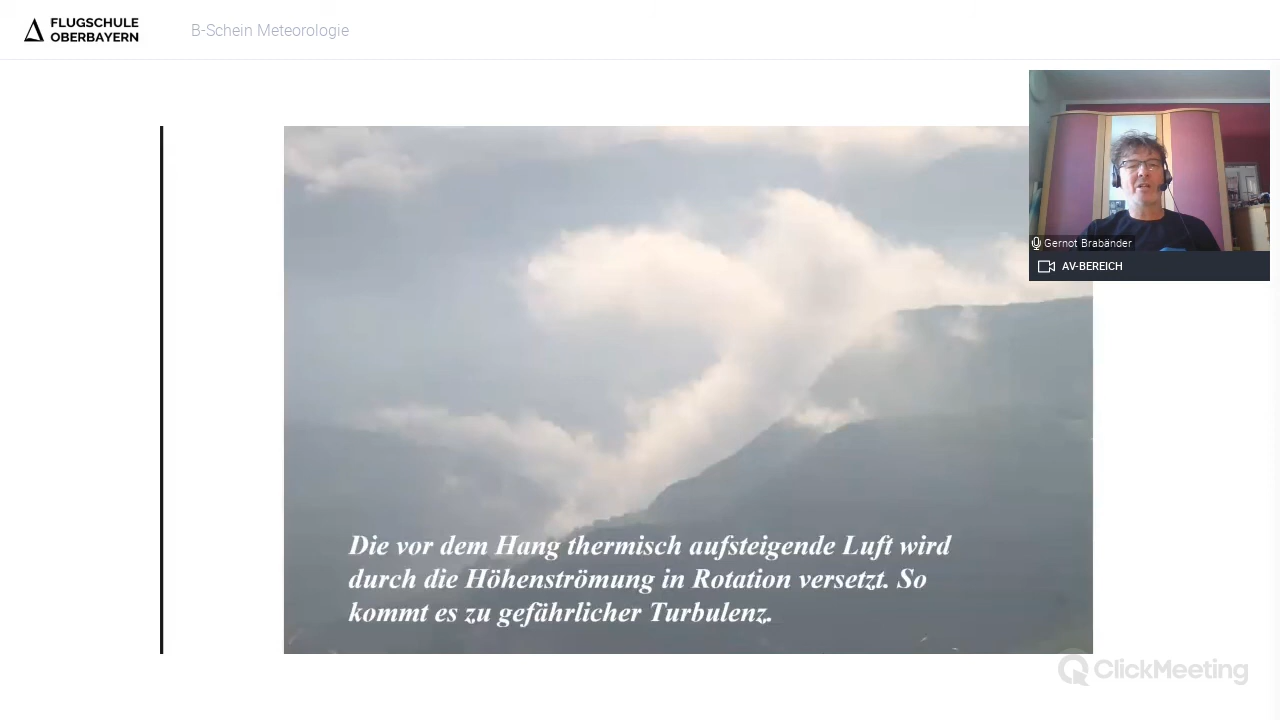 FLUGSCHULE
OBERBAYERN
B-Schein Meteorologie
Gernot Brabänder
AV-BEREICH
Die vor dem Hang thermisch aufsteigende Luft wird
durch die Höhenströmung in Rotation versetzt. So
kommt es zu gefährlicher Turbulenz.
ClickMeeting